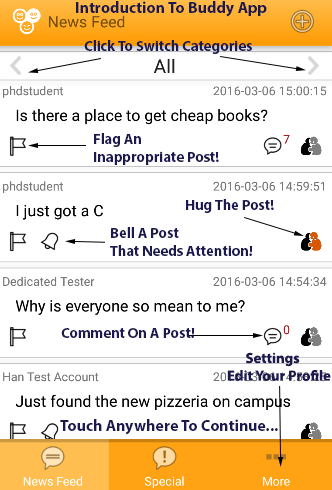 Introduction To Buddy App
News Feed
Click To Switch Categories
All
phdstudent 2016-03-06 15:00:15
Is there a place to get cheap books?
Flag An
Inappropriate Post!
7
phdstudent 2016-03-06 14:59:51
Hug The Post!
I just got a C
Bell A Post
That Needs Attention!
Dedicated Tester 2016-03-06 14:54:34
Why is everyone so mean to me?
Comment On A Post!
0
Settings
Han Test Account 2016-03-06
Edit Your Profile
Just found the new pizzeria on campus
Touch Anywhere To Continue...
News Feed Special More